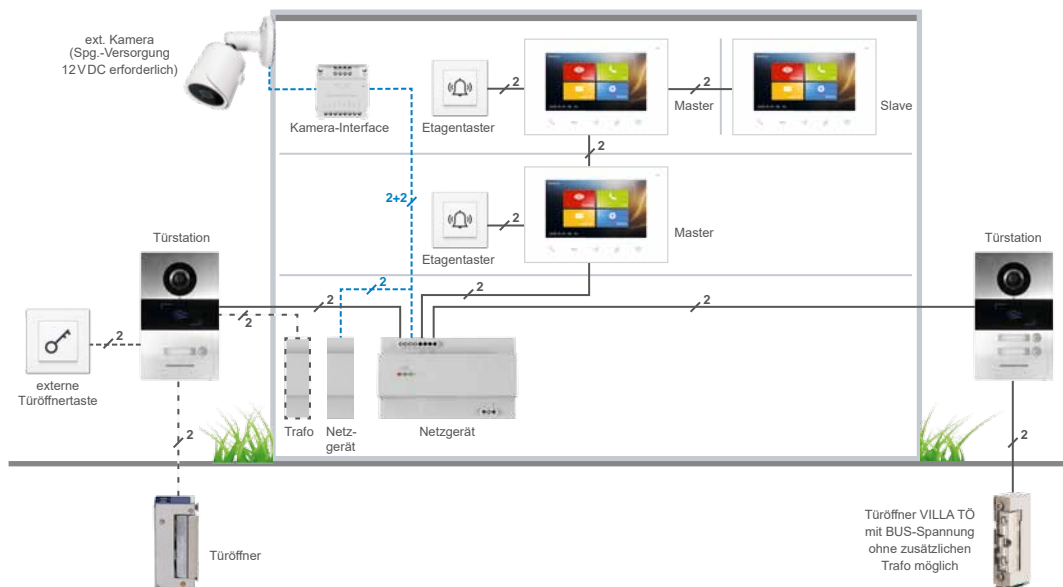 ext. Kamera
(Spg.-Versorgung
12 V DC erforderlich)
Kamera-Interface
Etagentaster
2
Master
2
Slave
2
2+2
Etagentaster
2
Master
Türstation
Türstation
2
2
2
2
2
2
externe
Türöffnertaste
Trafo
Netz-
gerät
Netzgerät
2
2
Türöffner
Türöffner VILLA TÖ
mit BUS-Spannung
ohne zusätzlichen
Trafo möglich